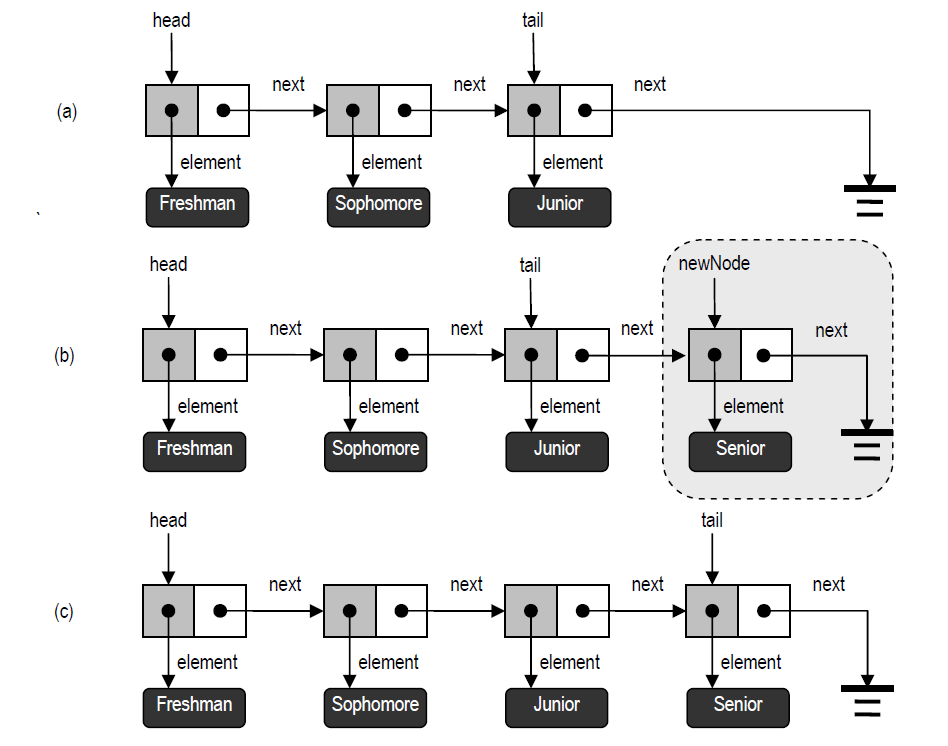 head tail
next next next
(a)
element element element
Freshman Sophomore Junior
`
head tail newNode
next next next next
(b)
element element element element
Freshman Sophomore Junior Senior
head tail
next next next next
(c)
element element element element
Freshman Sophomore Junior Senior